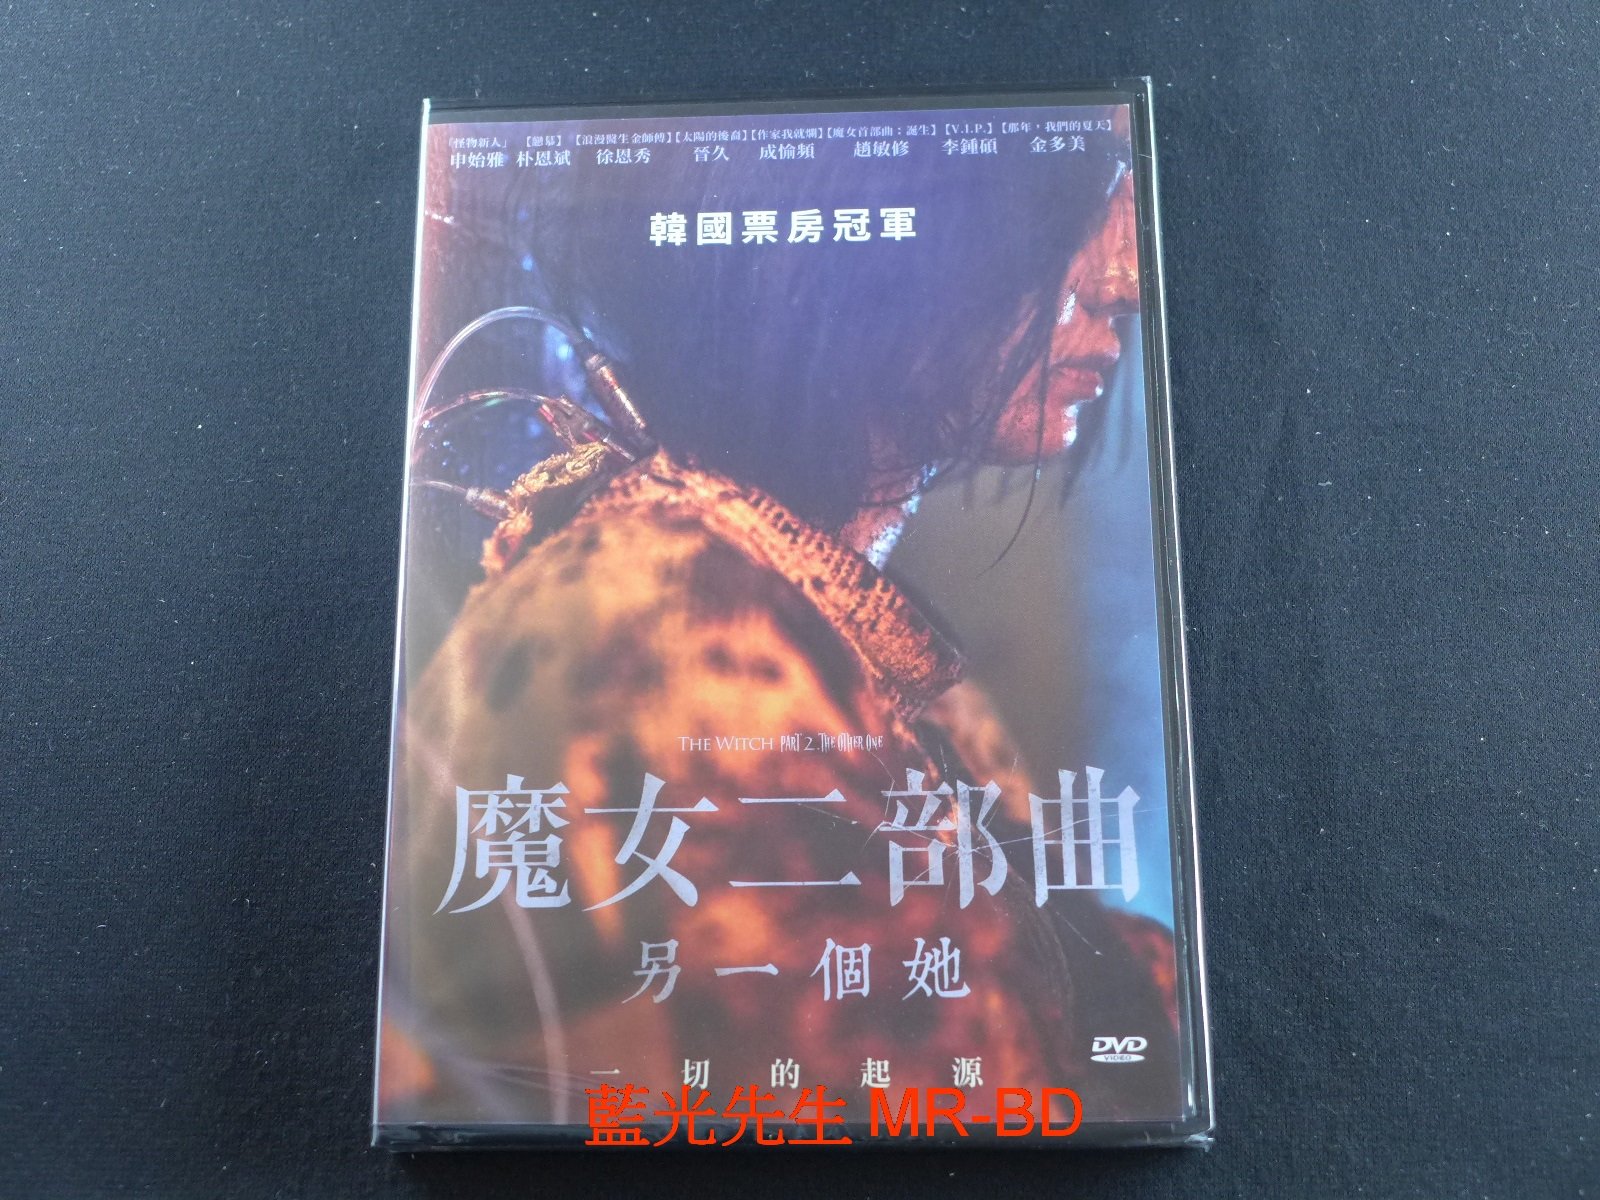 「怪物新人」 【戀慕】 【浪漫醫生金師傅】【太陽的後裔】【作家我就爛】【魔女首部曲：誕生】【V.I.P.】【那年，我們的夏天】
申始雅 朴恩斌 徐恩秀 晉久 成愉頻 趙敏修 李鍾碩 金多美
韓國票房冠軍
THE WITCH PART 2. THE OTHER ONE
魔女二部曲
另一個她
DVD
VIDEO
一切的起源
藍光先生 MR-BD